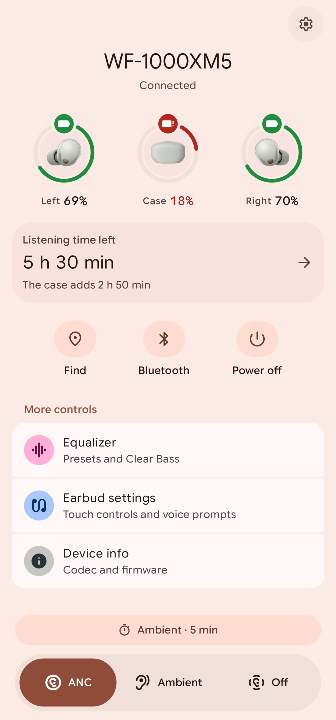 WF-1000XM5
Connected
Left 69%
Case 18%
Right 70%
Listening time left
5 h 30 min
The case adds 2 h 50 min
Find
Bluetooth
Power off
More controls
Equalizer
Presets and Clear Bass
Earbud settings
Touch controls and voice prompts
Device info
Codec and firmware
Ambient · 5 min
ANC
Ambient
Off